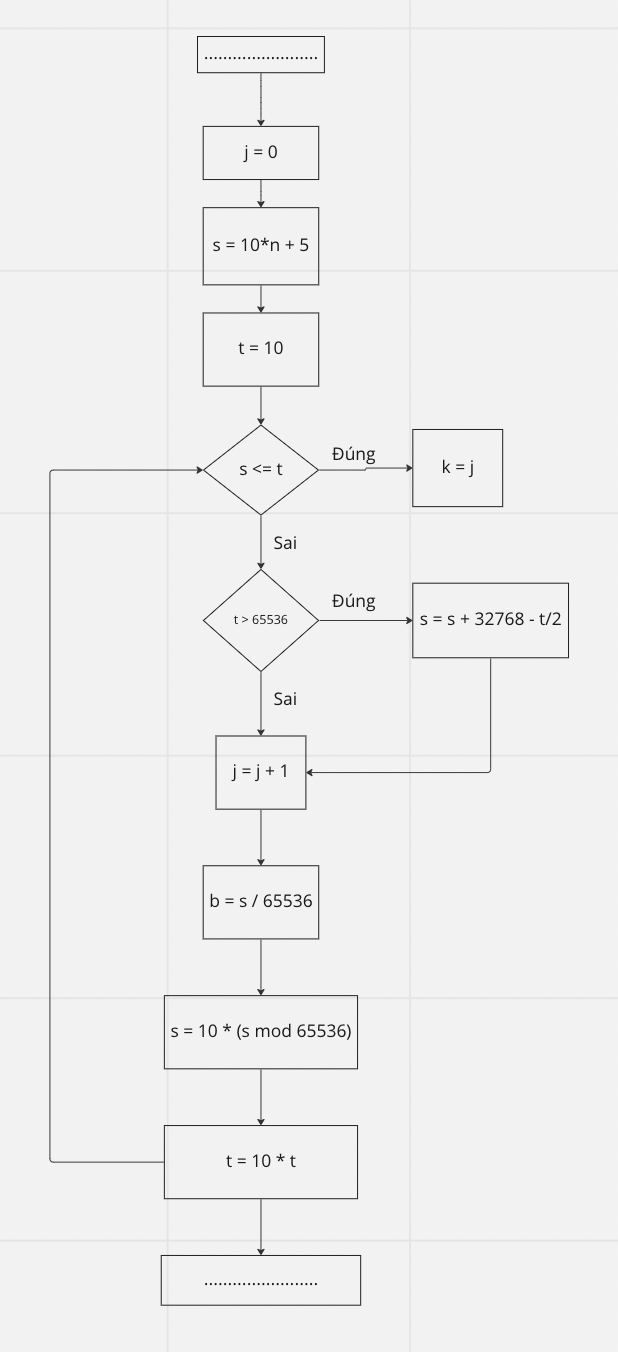 ........................
j = 0
s = 10*n + 5
t = 10
s <= t
Đúng
k = j
Sai
t > 65536
Đúng
s = s + 32768 - t/2
Sai
j = j + 1
b = s / 65536
s = 10 * (s mod 65536)
t = 10 * t
........................